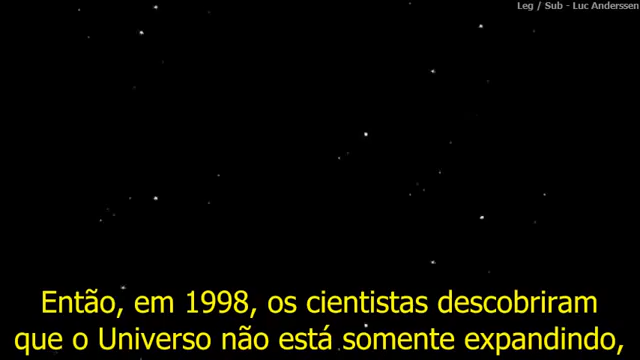 Leg / Sub - Luc Anderssen
Então, em 1998, os cientistas descobriram
que o Universo não está somente expandindo,